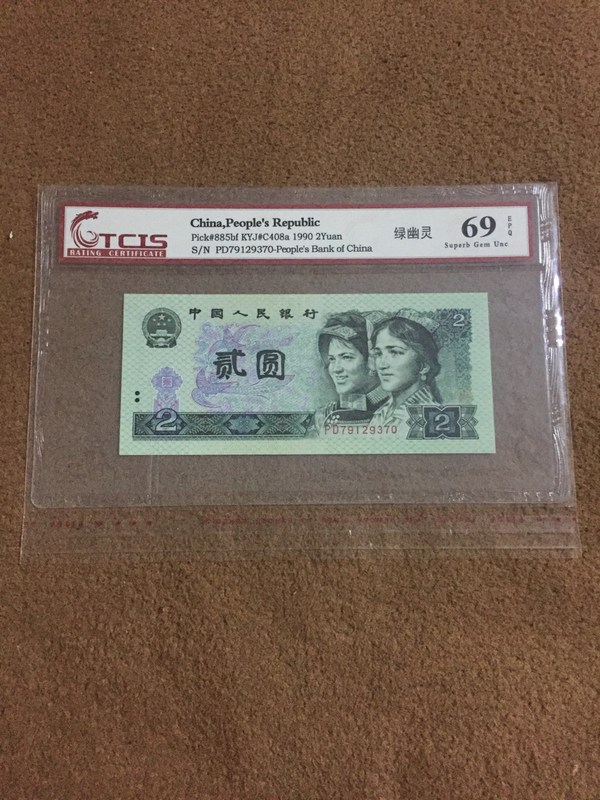 TCIS
RATING CERTIFICATE
China,People's Republic
Pick#885bf KYJ#C408a 1990 2Yuan
S/N PD79129370-People's Bank of China
绿幽灵
69
EPQ
Superb Gem Unc
中国人民银行
2
贰圆
2
2
PD79129370